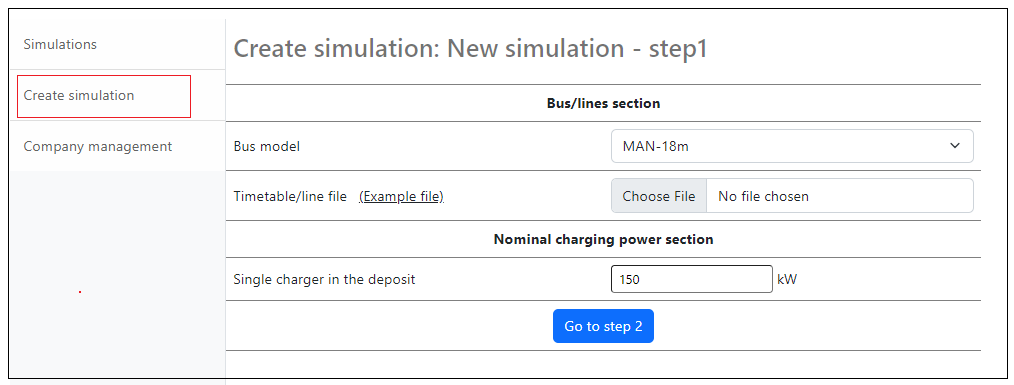 Simulations
Create simulation
Company management
Create simulation: New simulation - step1
Bus/lines section
Bus model MAN-18m
Timetable/line file (Example file) Choose File No file chosen
Nominal charging power section
Single charger in the deposit 150 kW
Go to step 2